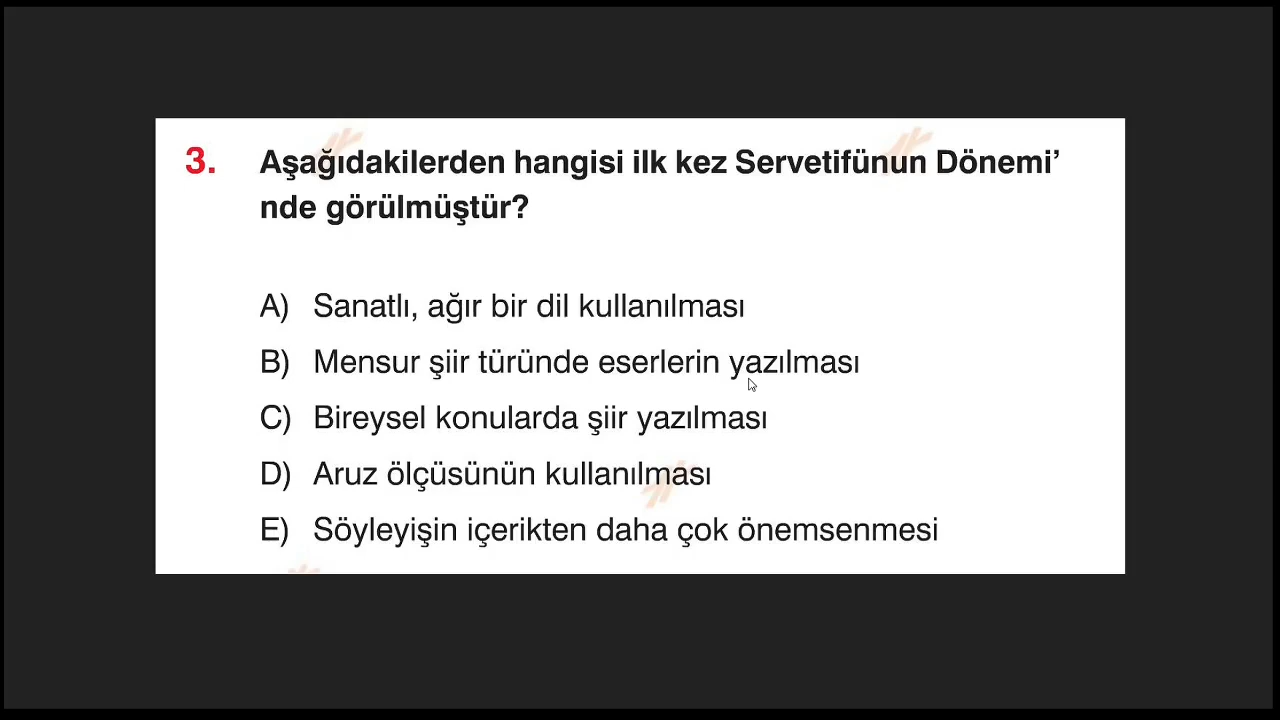 3. Aşağıdakilerden hangisi ilk kez Servetifünun Dönemi’
nde görülmüştür?
A) Sanatlı, ağır bir dil kullanılması
B) Mensur şiir türünde eserlerin yazılması
C) Bireysel konularda şiir yazılması
D) Aruz ölçüsünün kullanılması
E) Söyleyişin içerikten daha çok önemsenmesi